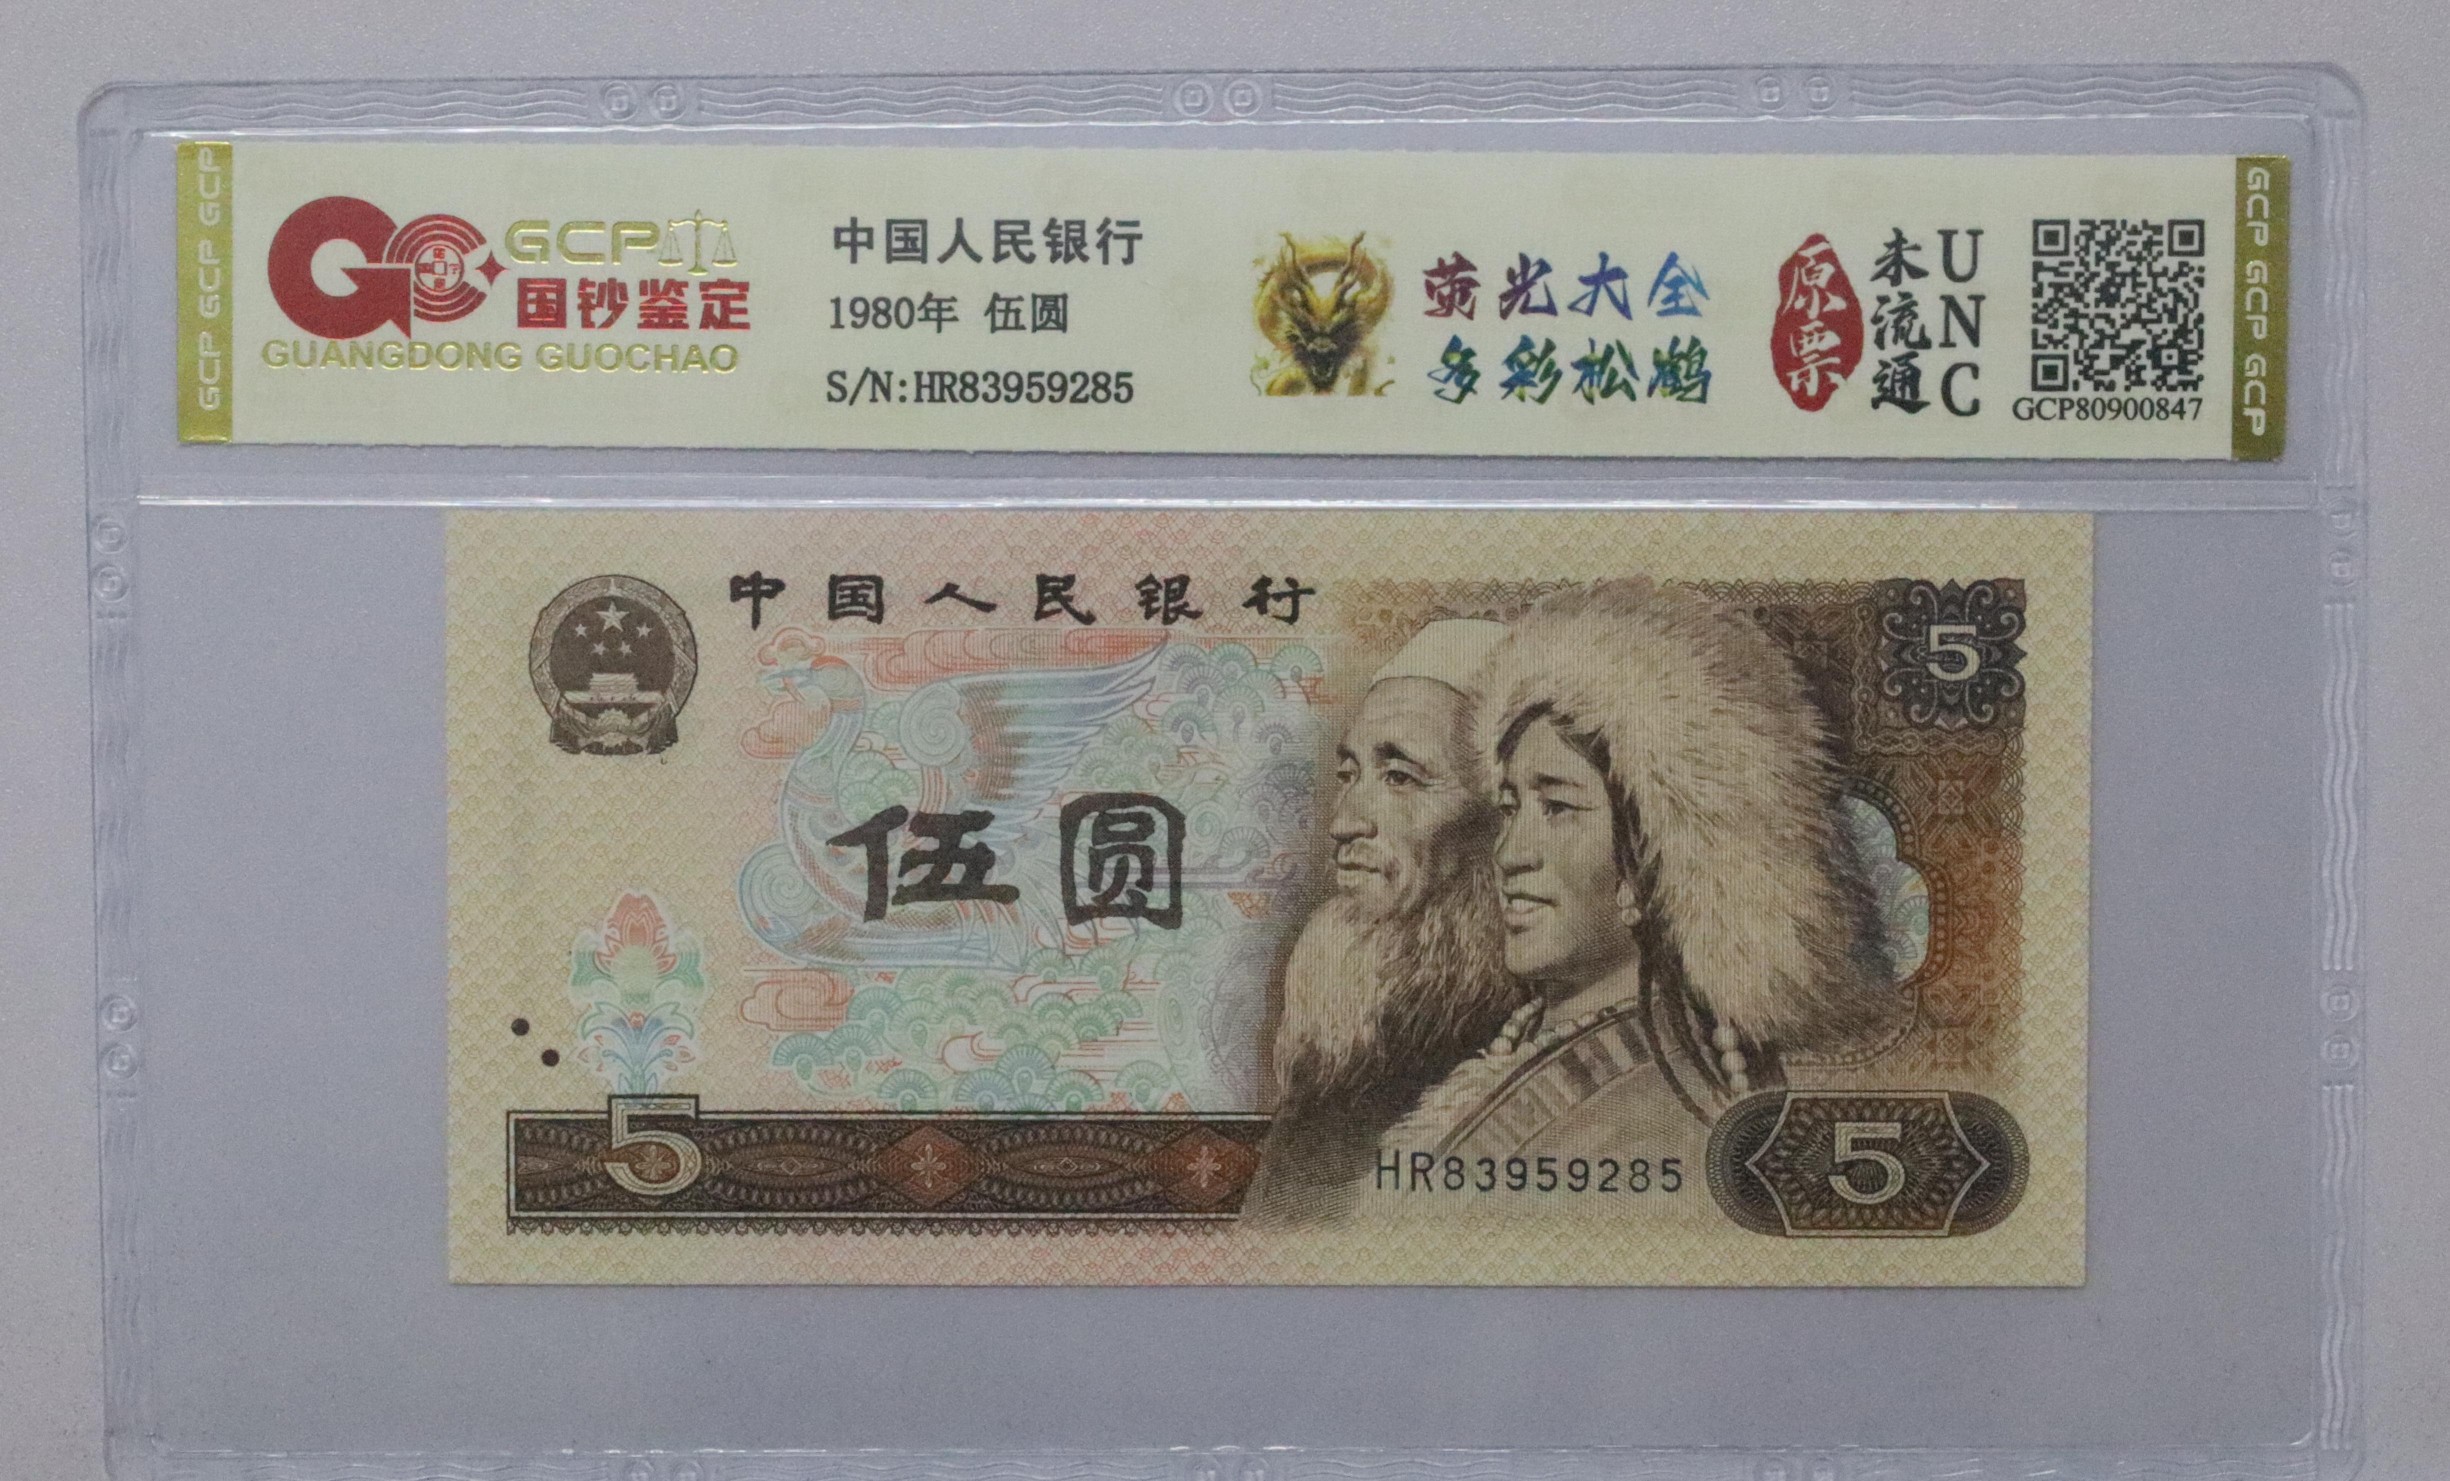 GCP GCP GCP
GCP
国钞鉴定
GUANGDONG GUOCHAO
中国人民银行
1980年 伍圆
S/N:HR83959285
荧光大全
多彩松鹤
原票
未流通
UNC
GCP80900847
GCP GCP GCP
中国人民银行
5
伍圆
5
HR83959285
5